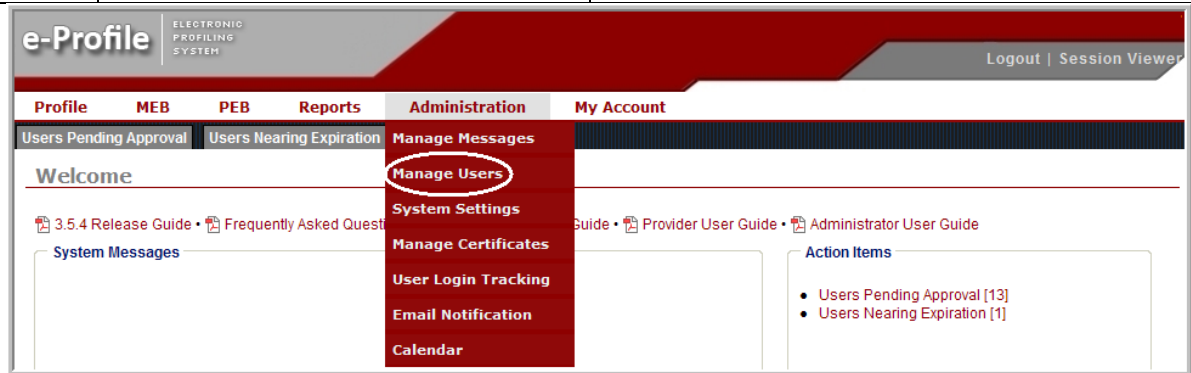 e-Profile
ELECTRONIC
PROFILING
SYSTEM
Logout | Session Viewer
Profile MEB PEB Reports Administration My Account
Users Pending Approval Users Nearing Expiration
Manage Messages
Manage Users
System Settings
Manage Certificates
User Login Tracking
Email Notification
Calendar
Welcome
3.5.4 Release Guide • Frequently Asked Questi Guide • Provider User Guide • Administrator User Guide
System Messages
Action Items
• Users Pending Approval [13]
• Users Nearing Expiration [1]